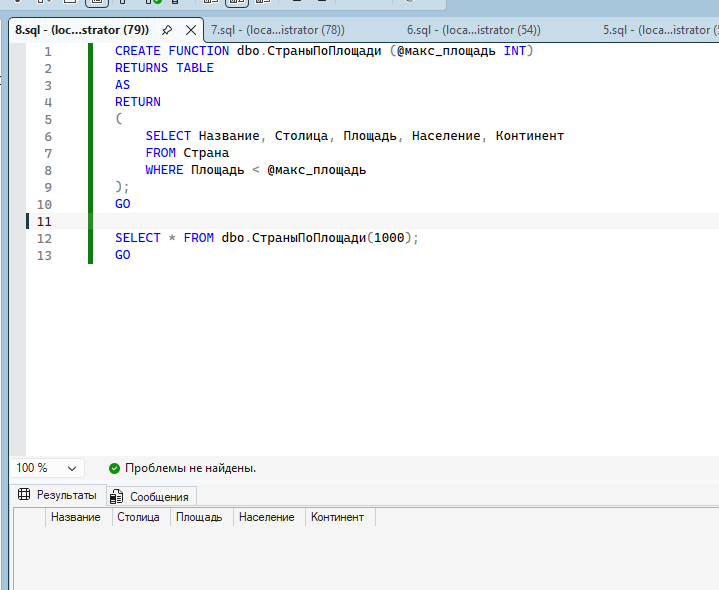 8.sql - (loc...strator (79)) 7.sql - (loca...istrator (78)) 6.sql - (loca...istrator (54)) 5.sql - (loca...istrator
1 CREATE FUNCTION dbo.СтраныПоПлощади (@макс_площадь INT)
2 RETURNS TABLE
3 AS
4 RETURN
5 (
6 SELECT Название, Столица, Площадь, Население, Континент
7 FROM Страна
8 WHERE Площадь < @макс_площадь
9 );
10 GO
11
12 SELECT * FROM dbo.СтраныПоПлощади(1000);
13 GO
100 % Проблемы не найдены.
Результаты Сообщения
Название Столица Площадь Население Континент